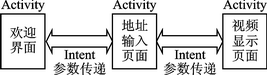 Activity
Activity
Activity
欢迎
界面
地址
输入
页面
视频
显示
页面
Intent
参数传递
Intent
参数传递